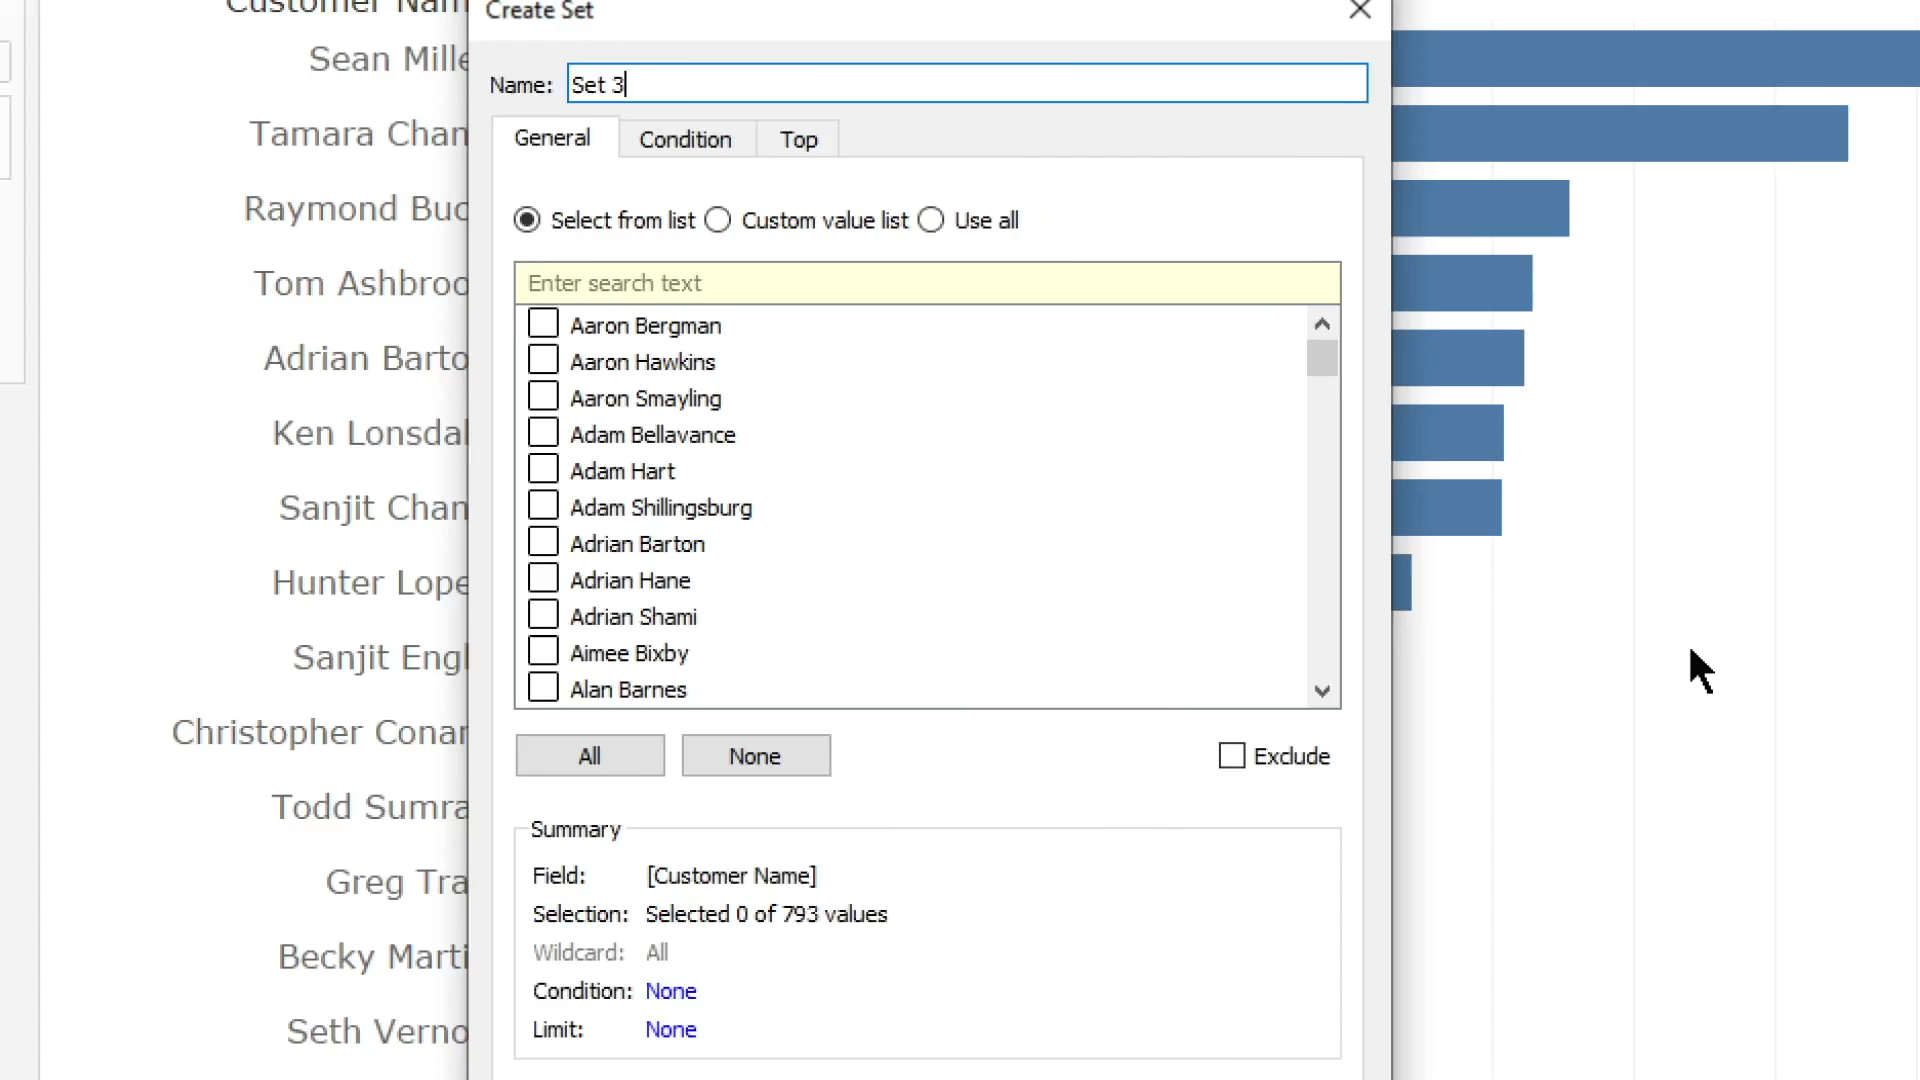 Customer Nam
Create Set
Sean Mille
Name: Set 3
Tamara Chan
General Condition Top
Raymond Buc
Select from list Custom value list Use all
Tom Ashbroo
Enter search text
Aaron Bergman
Adrian Barto
Aaron Hawkins
Aaron Smayling
Ken Lonsdal
Adam Bellavance
Adam Hart
Sanjit Chan
Adam Shillingsburg
Adrian Barton
Hunter Lope
Adrian Hane
Adrian Shami
Sanjit Engl
Aimee Bixby
Alan Barnes
Christopher Conar
All None Exclude
Todd Sumra
Summary
Greg Tra
Field: [Customer Name]
Selection: Selected 0 of 793 values
Becky Marti
Wildcard: All
Condition: None
Seth Verno
Limit: None